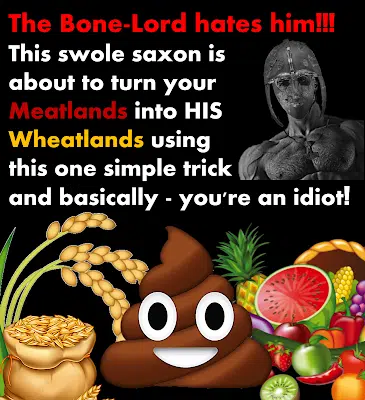 The Bone-Lord hates him!!!
This swole saxon is
about to turn your
Meatlands into HIS
Wheatlands using
this one simple trick
and basically - you're an idiot!